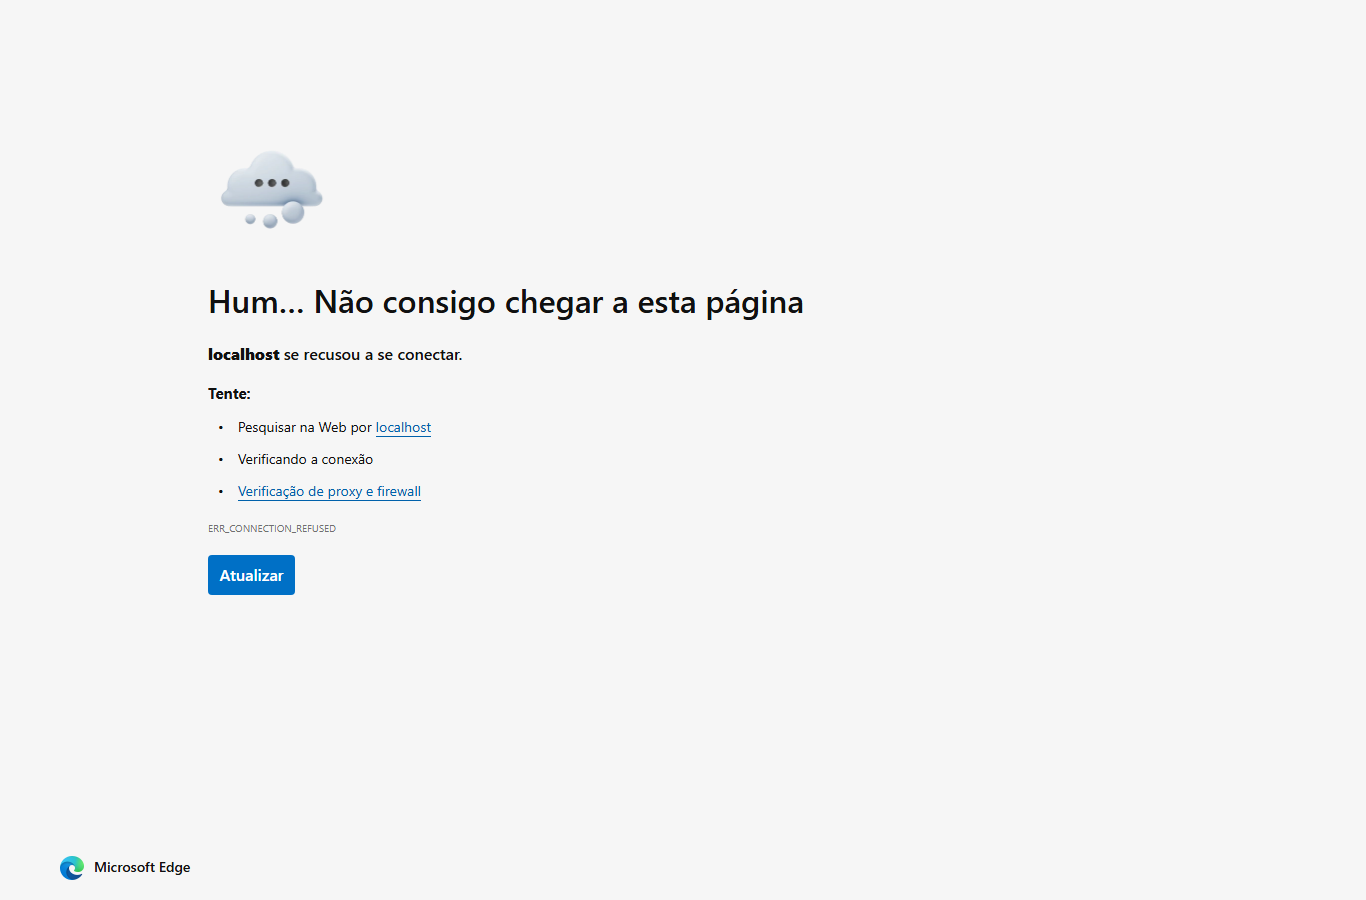 Hum... Não consigo chegar a esta página
localhost se recusou a se conectar.
Tente:
• Pesquisar na Web por localhost
• Verificando a conexão
• Verificação de proxy e firewall
ERR_CONNECTION_REFUSED
Atualizar
Microsoft Edge